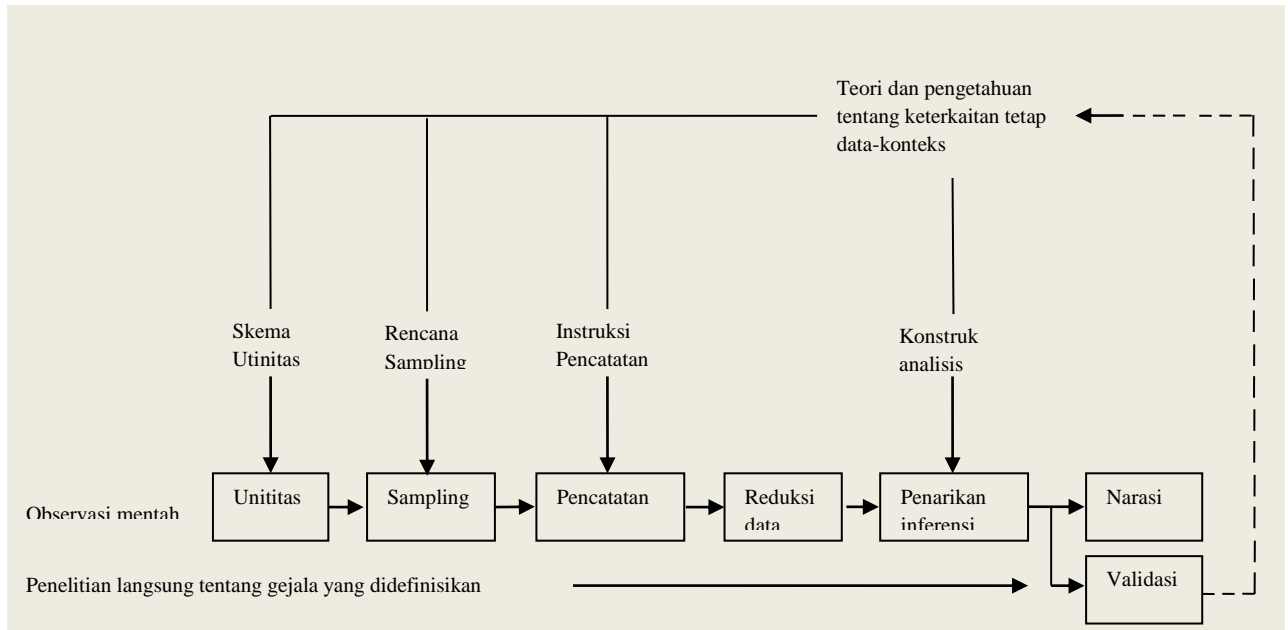 Teori dan pengetahuan
tentang keterkaitan tetap
data-konteks
Skema
Utinitas
Rencana
Sampling
Instruksi
Pencatatan
Konstruk
analisis
Observasi mentah
Unititas
Sampling
Pencatatan
Reduksi
data
Penarikan
inferensi
Narasi
Penelitian langsung tentang gejala yang didefinisikan
Validasi